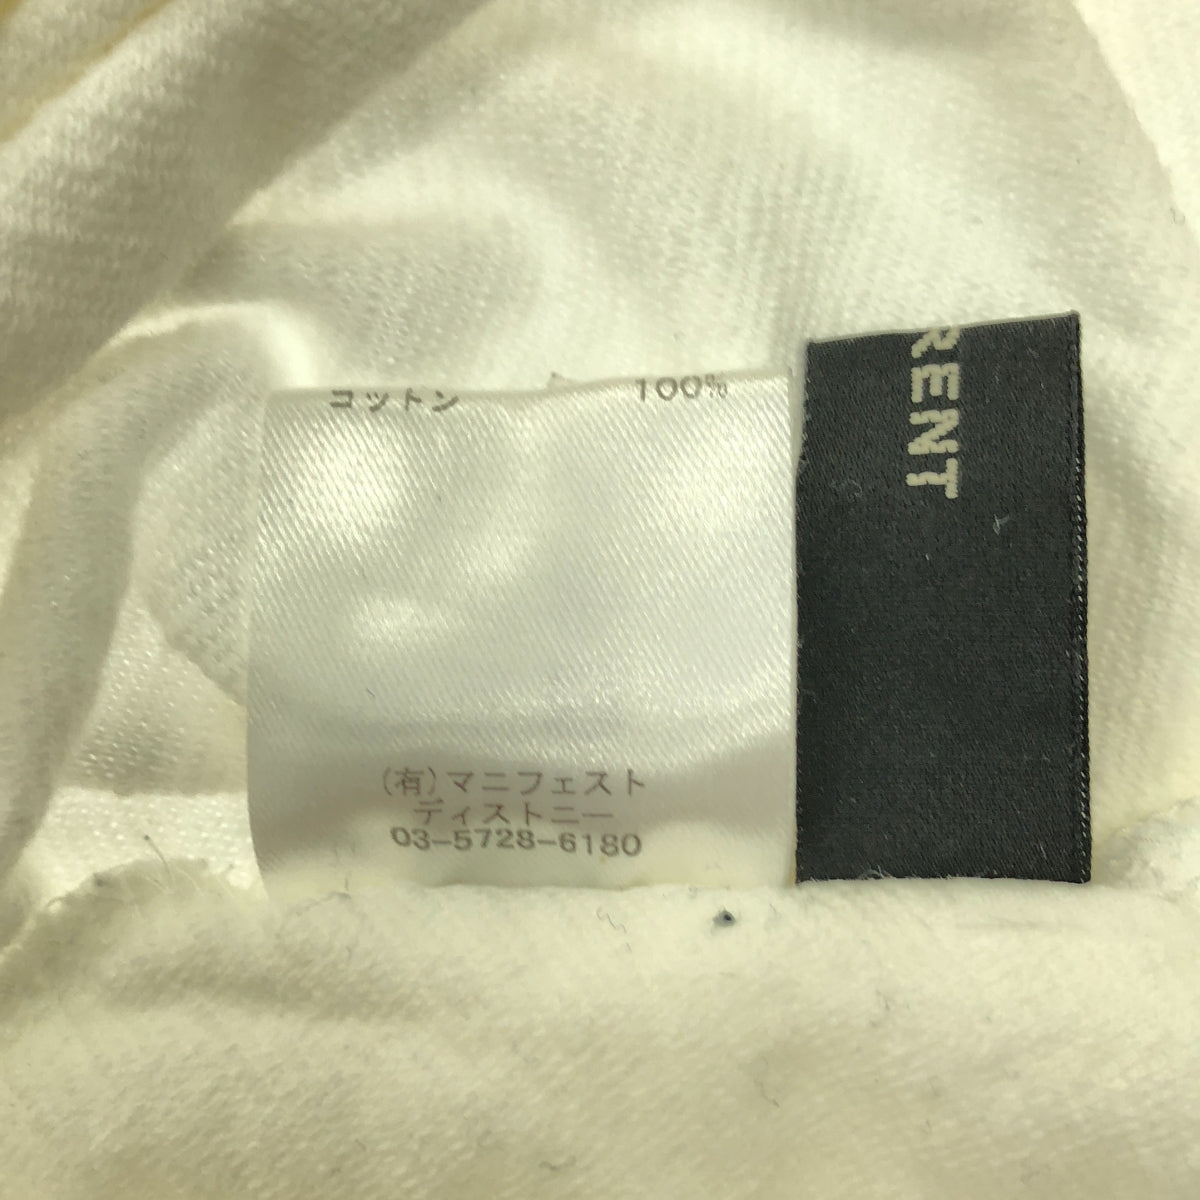 コットン 100%
(有)マニフェスト
ディストニー
03-5728-6180
RENT